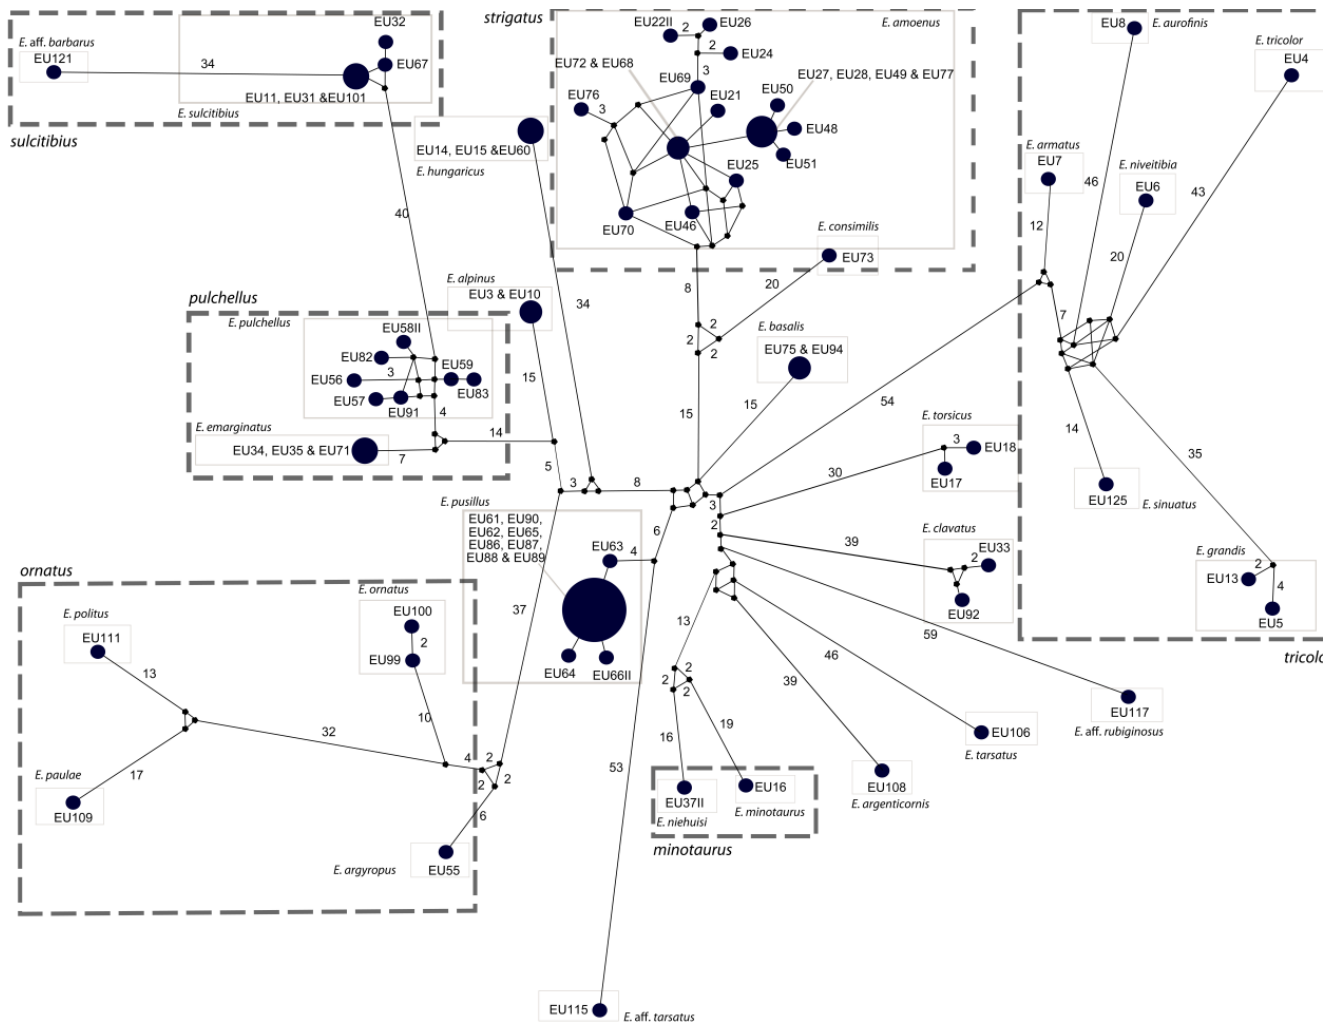 E. aff. barbarus
EU121
34
EU32
EU67
EU11, EU31 &EU101
E. sulcitibius
sulcitibius
40
EU14, EU15 &EU60
E. hungaricus
34
strigatus
E. amoenus
EU22II
2
EU26
2
EU24
3
EU72 & EU68
EU69
EU27, EU28, EU49 & EU77
EU76
3
EU21
EU50
EU48
EU51
EU25
EU70
EU46
8
E. consimilis
EU73
20
2
2
2
15
E. basalis
EU75 & EU94
15
E. alpinus
EU3 & EU10
15
pulchellus
E. pulchellus
EU58II
EU82
EU59
EU56
3
EU83
EU57
EU91
4
E. emarginatus
EU34, EU35 & EU71
7
14
5
3
8
6
3
2
54
E. aurofinis
EU8
E. tricolor
EU4
E. armatus
EU7
E. niveitibia
EU6
46
43
12
20
7
14
35
EU125
E. sinuatus
E. grandis
EU13
2
3
4
EU5
tricolo
E. torsicus
3
EU18
EU17
30
E. clavatus
EU33
2
EU92
39
59
EU117
E. aff. rubiginosus
46
EU106
E. tarsatus
39
EU108
E. argenticornis
13
2
2
2
16
19
EU37II
EU16
E. niehuisi
E. minotaurus
minotaurus
E. pusillus
EU61, EU90,
EU62, EU65,
EU86, EU87,
EU88 & EU89
EU63
4
EU64
EU66II
53
EU115
E. aff. tarsatus
37
ornatus
E. politus
EU111
13
E. ornatus
EU100
2
EU99
10
32
4
2
2
2
6
E. paulae
EU109
17
E. argyropus
EU55